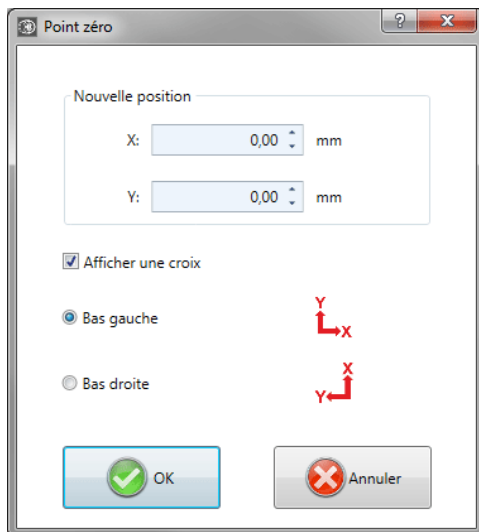 Point zéro
?
Nouvelle position
X: 0,00 mm
Y: 0,00 mm
Afficher une croix
Bas gauche
Y
X
Bas droite
X
Y
OK
Annuler